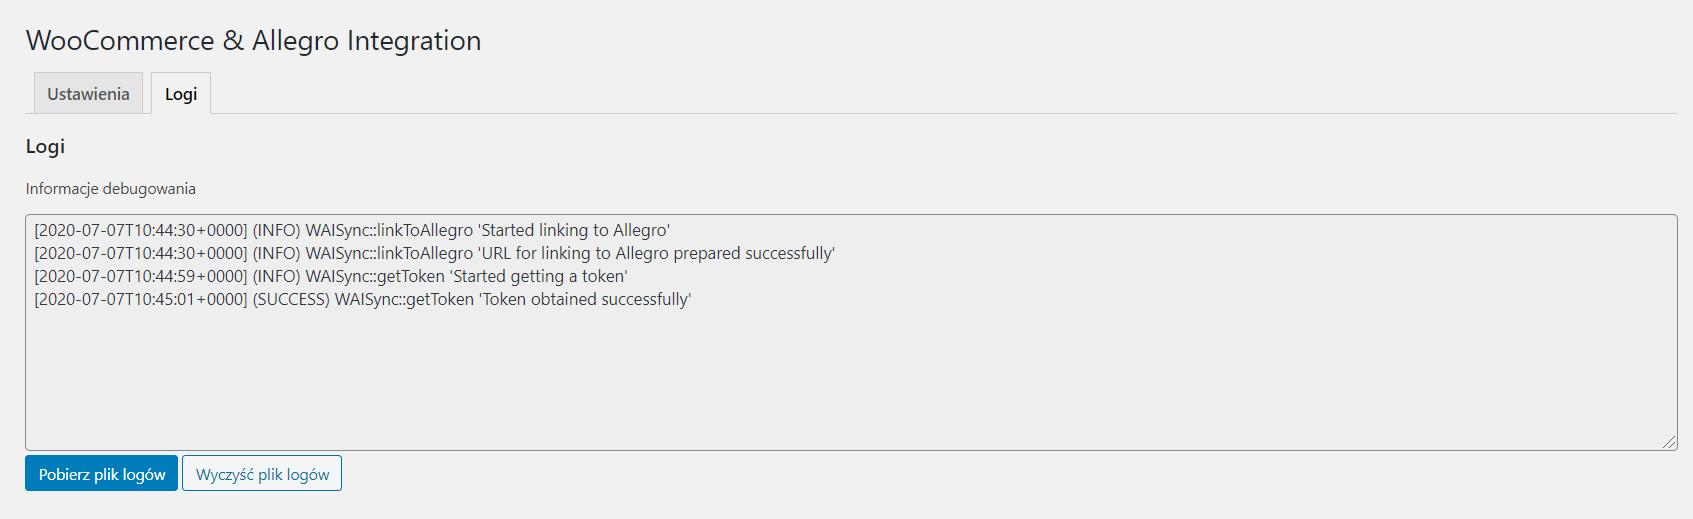 WooCommerce & Allegro Integration
Ustawienia
Logi
Logi
Informacje debugowania
[2020-07-07T10:44:30+0000] (INFO) WAISync::linkToAllegro 'Started linking to Allegro'
[2020-07-07T10:44:30+0000] (INFO) WAISync::linkToAllegro 'URL for linking to Allegro prepared successfully'
[2020-07-07T10:44:59+0000] (INFO) WAISync::getToken 'Started getting a token'
[2020-07-07T10:45:01+0000] (SUCCESS) WAISync::getToken 'Token obtained successfully'
Pobierz plik logów
Wyczyść plik logów